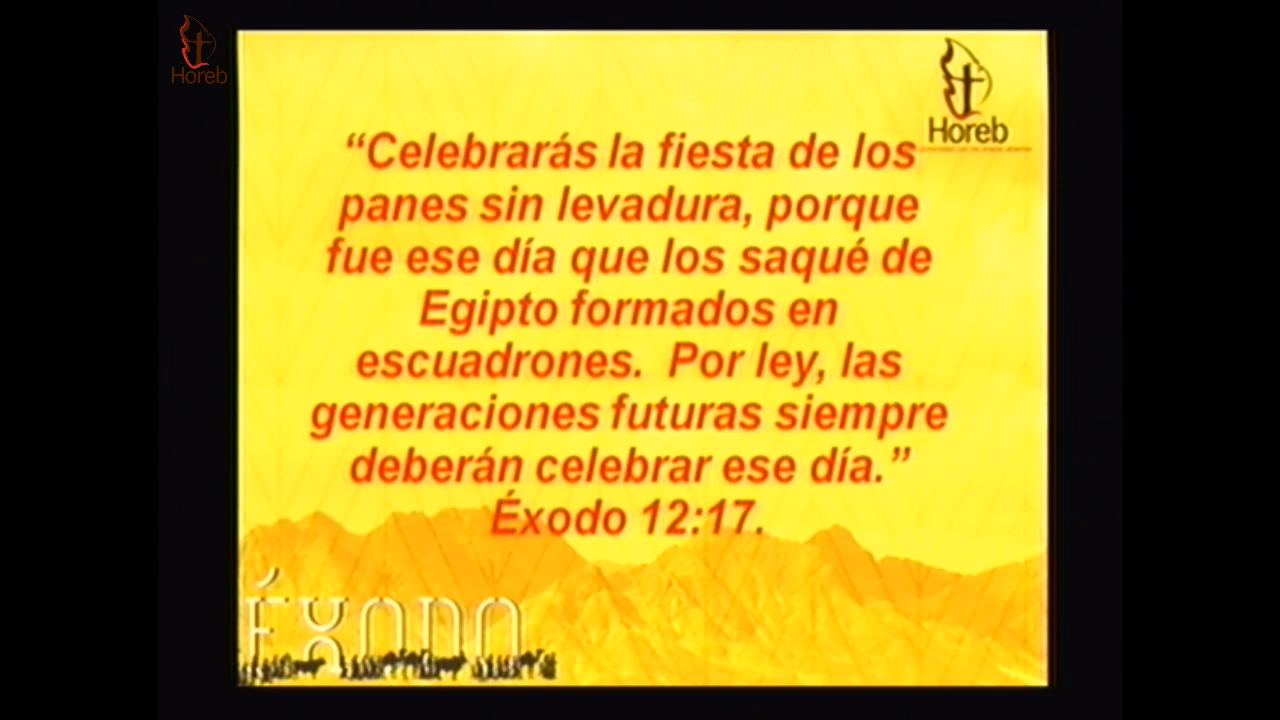 Horeb
Horeb
“Celebrarás la fiesta de los
panes sin levadura, porque
fue ese día que los saqué de
Egipto formados en
escuadrones.  Por ley, las
generaciones futuras siempre
deberán celebrar ese día.”
Éxodo 12:17.
ÉXODO